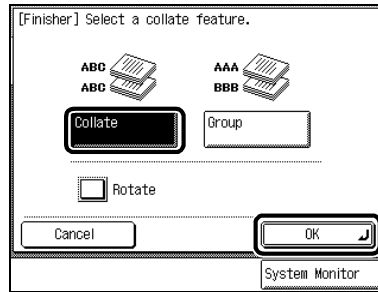 [Finisher] Select a collate feature.
ABC AAA
ABC BBB
Collate Group
Rotate
Cancel OK
System Monitor